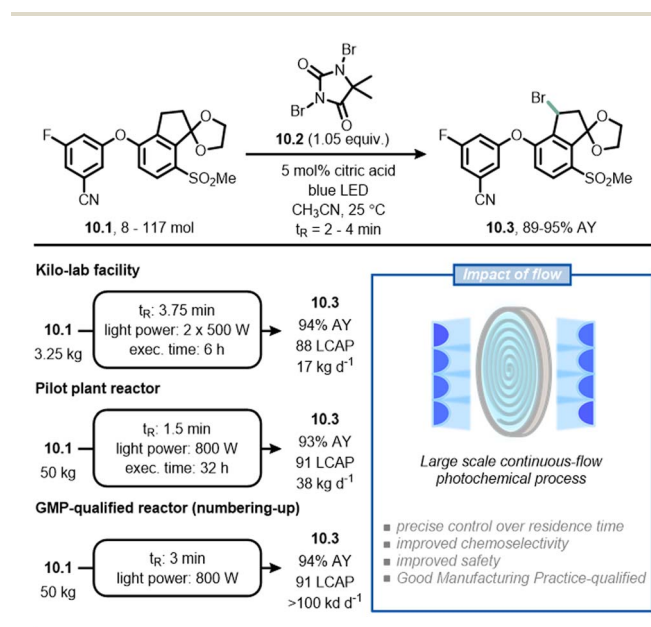 Br
O
N
Br
N
O
10.2 (1.05 equiv.)
F
O
O
O
SO2Me
CN
10.1, 8 - 117 mol
5 mol% citric acid
blue LED
CH3CN, 25 °C
tR = 2 - 4 min
Br
F
O
O
O
SO2Me
CN
10.3, 89-95% AY
Kilo-lab facility
10.1
3.25 kg
tR: 3.75 min
light power: 2 x 500 W
exec. time: 6 h
10.3
94% AY
88 LCAP
17 kg d-1
Pilot plant reactor
10.1
50 kg
tR: 1.5 min
light power: 800 W
exec. time: 32 h
10.3
93% AY
91 LCAP
38 kg d-1
GMP-qualified reactor (numbering-up)
10.1
50 kg
tR: 3 min
light power: 800 W
10.3
94% AY
91 LCAP
>100 kd d-1
Impact of flow
Large scale continuous-flow
photochemical process
precise control over residence time
improved chemoselectivity
improved safety
Good Manufacturing Practice-qualified